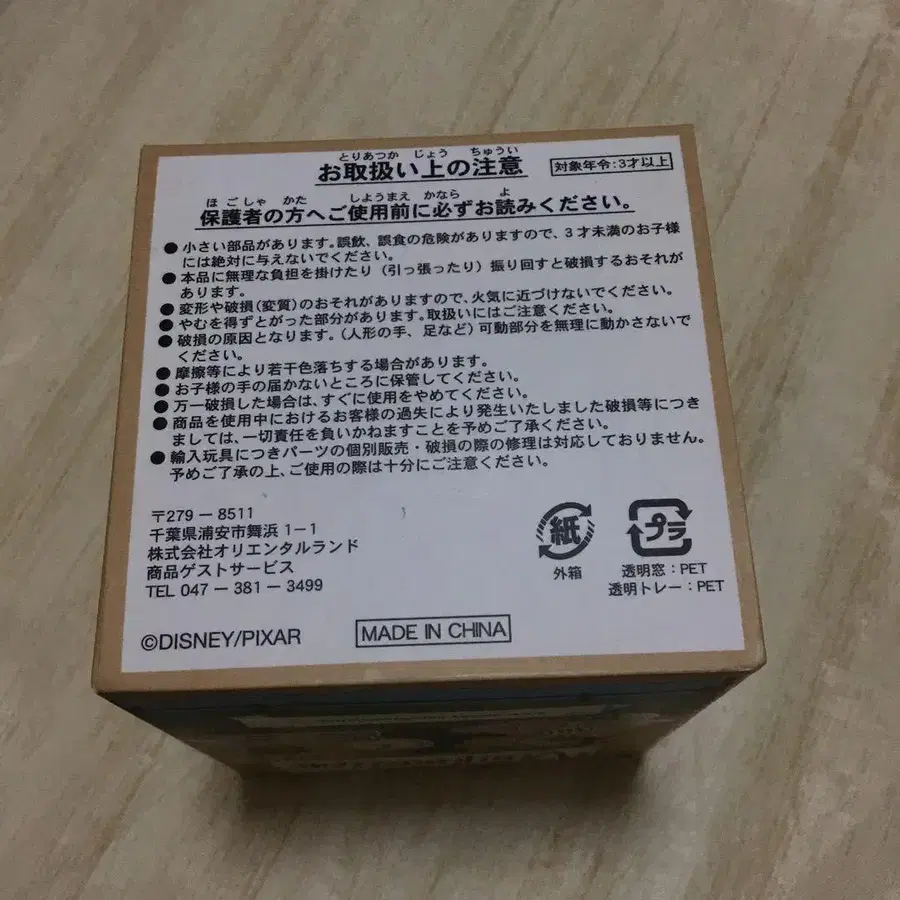 とりあつか じょう ちゅうい
お取扱い上の注意
対象年令:3才以上
ほごしゃ かた しようまえ かなら よ
保護者の方へご使用前に必ずお読みください。
● 小さい部品があります。誤飲、誤食の危険がありますので、3才未満のお子様
には絶対に与えないでください。
● 本品に無理な負担を掛けたり(引っ張ったり)振り回すと破損するおそれが
あります。
● 変形や破損(変質)のおそれがありますので、火気に近づけないでください。
● やむを得ずとがった部分があります。取扱いにはご注意ください。
● 破損の原因となります。(人形の手、足など)可動部分を無理に動かさないで
ください。
● 摩擦等により若干色落ちする場合があります。
● お子様の手の届かないところに保管してください。
● 万一破損した場合は、すぐに使用をやめてください。
● 商品を使用中におけるお客様の過失により発生いたしました破損等につき
ましては、一切責任を負いかねますことを予めご了承ください。
● 輸入玩具につきパーツの個別販売・破損の際の修理は対応しておりません。
予めご了承の上、ご使用の際は十分にご注意ください。
〒279-8511
千葉県浦安市舞浜1-1
株式会社オリエンタルランド
商品ゲストサービス
TEL 047-381-3499
紙
外箱
プラ
透明窓:PET
透明トレー:PET
©DISNEY/PIXAR
MADE IN CHINA